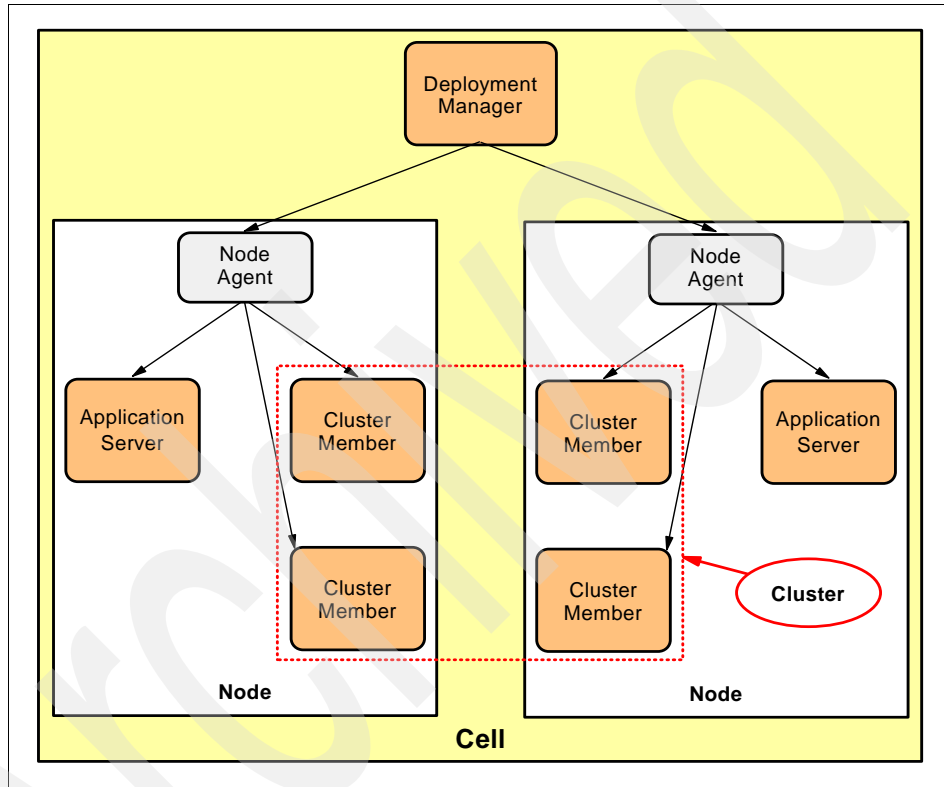 Deployment
Manager
Node
Agent
Node
Agent
Application
Server
Cluster
Member
Cluster
Member
Application
Server
Cluster
Member
Cluster
Member
Cluster
Node
Node
Cell
Archived